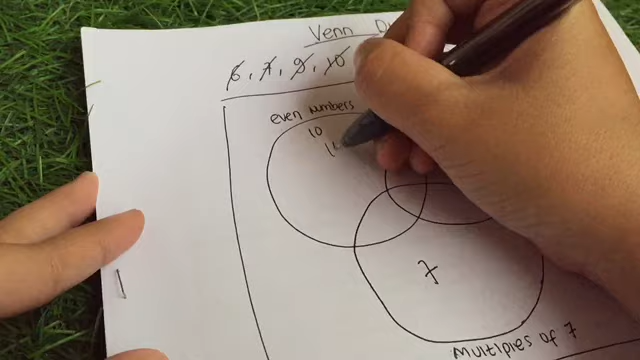 Venn
6, 7, 9, 10
even numbers
10
7
Multiples of 7